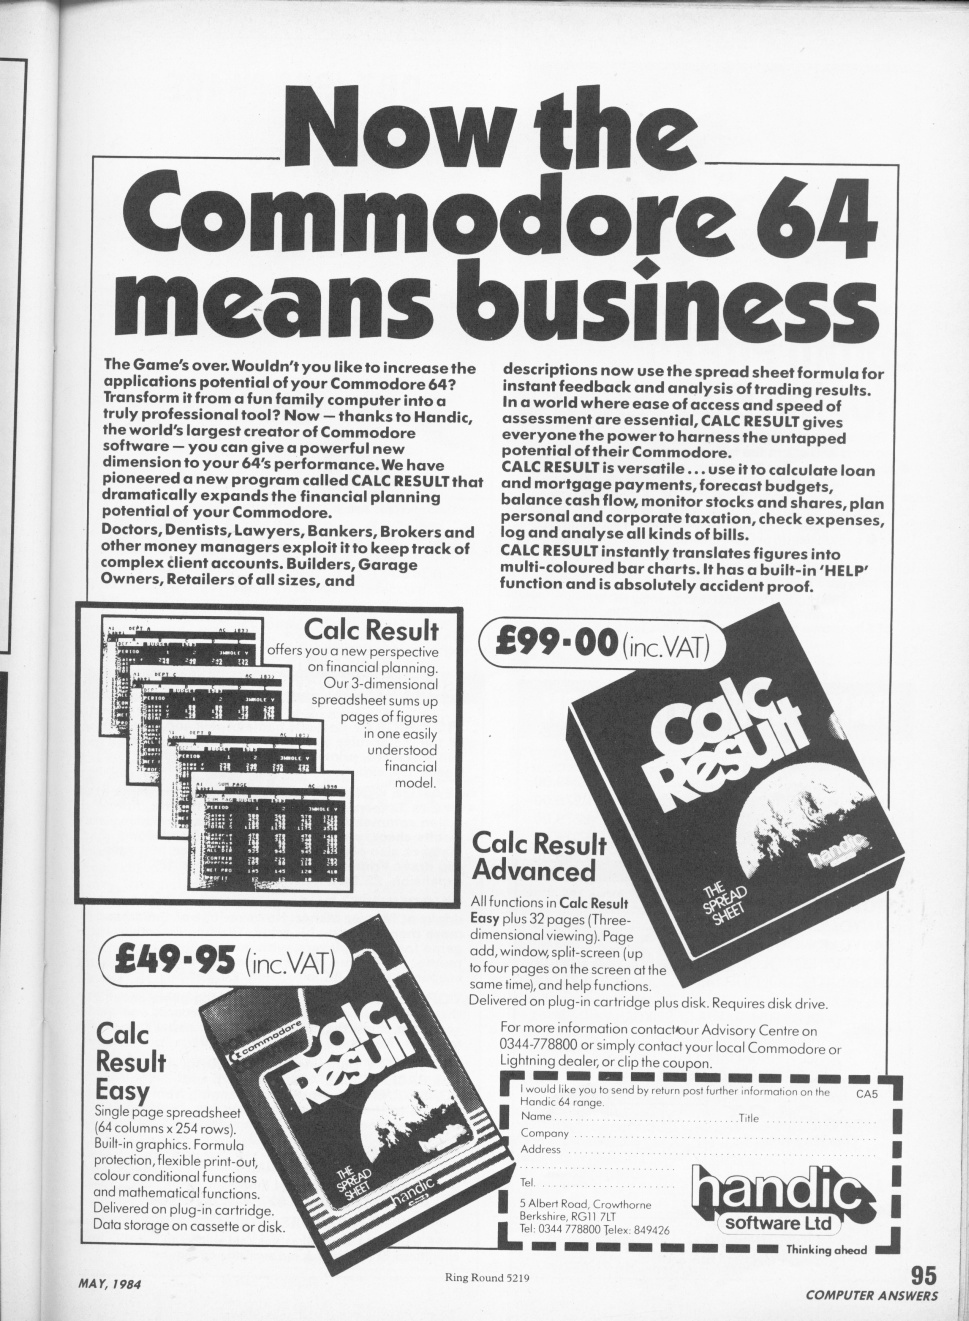 Now the
Commodore 64
means business
The Game's over. Wouldn't you like to increase the
applications potential of your Commodore 64?
Transform it from a fun family computer into a
truly professional tool? Now — thanks to Handic,
the world's largest creator of Commodore
software — you can give a powerful new
dimension to your 64's performance. We have
pioneered a new program called CALC RESULT that
dramatically expands the financial planning
potential of your Commodore.
Doctors, Dentists, Lawyers, Bankers, Brokers and
other money managers exploit it to keep track of
complex client accounts. Builders, Garage
Owners, Retailers of all sizes, and
descriptions now use the spread sheet formula for
instant feedback and analysis of trading results.
In a world where ease of access and speed of
assessment are essential, CALC RESULT gives
everyone the power to harness the untapped
potential of their Commodore.
CALC RESULT is versatile ... use it to calculate loan
and mortgage payments, forecast budgets,
balance cash flow, monitor stocks and shares, plan
personal and corporate taxation, check expenses,
log and analyse all kinds of bills.
CALC RESULT instantly translates figures into
multi-coloured bar charts. It has a built-in 'HELP'
function and is absolutely accident proof.
Calc Result
offers you a new perspective
on financial planning.
Our 3-dimensional
spreadsheet sums up
pages of figures
in one easily
understood
financial
model.
£99·00 (inc. VAT)
Calc
Result
handic
THE
SPREAD
SHEET
Calc Result
Advanced
All functions in Calc Result
Easy plus 32 pages (Three-
dimensional viewing). Page
add, window, split-screen (up
to four pages on the screen at the
same time), and help functions.
Delivered on plug-in cartridge plus disk. Requires disk drive.
£49·95 (inc. VAT)
Calc
Result
Easy
Single page spreadsheet
(64 columns x 254 rows).
Built-in graphics. Formula
protection, flexible print-out,
colour conditional functions
and mathematical functions.
Delivered on plug-in cartridge.
Data storage on cassette or disk.
commodore
Calc
Result
THE
SPREAD
SHEET
handic
For more information contact our Advisory Centre on
0344-778800 or simply contact your local Commodore or
Lightning dealer, or clip the coupon.
I would like you to send by return post further information on the CA5
Handic 64 range.
Name Title
Company
Address
Tel.
5 Albert Road, Crowthorne
Berkshire, RG11 7LT
Tel: 0344 778800 Telex: 849426
handic
software Ltd
Thinking ahead
MAY, 1984
Ring Round 5219
95
COMPUTER ANSWERS